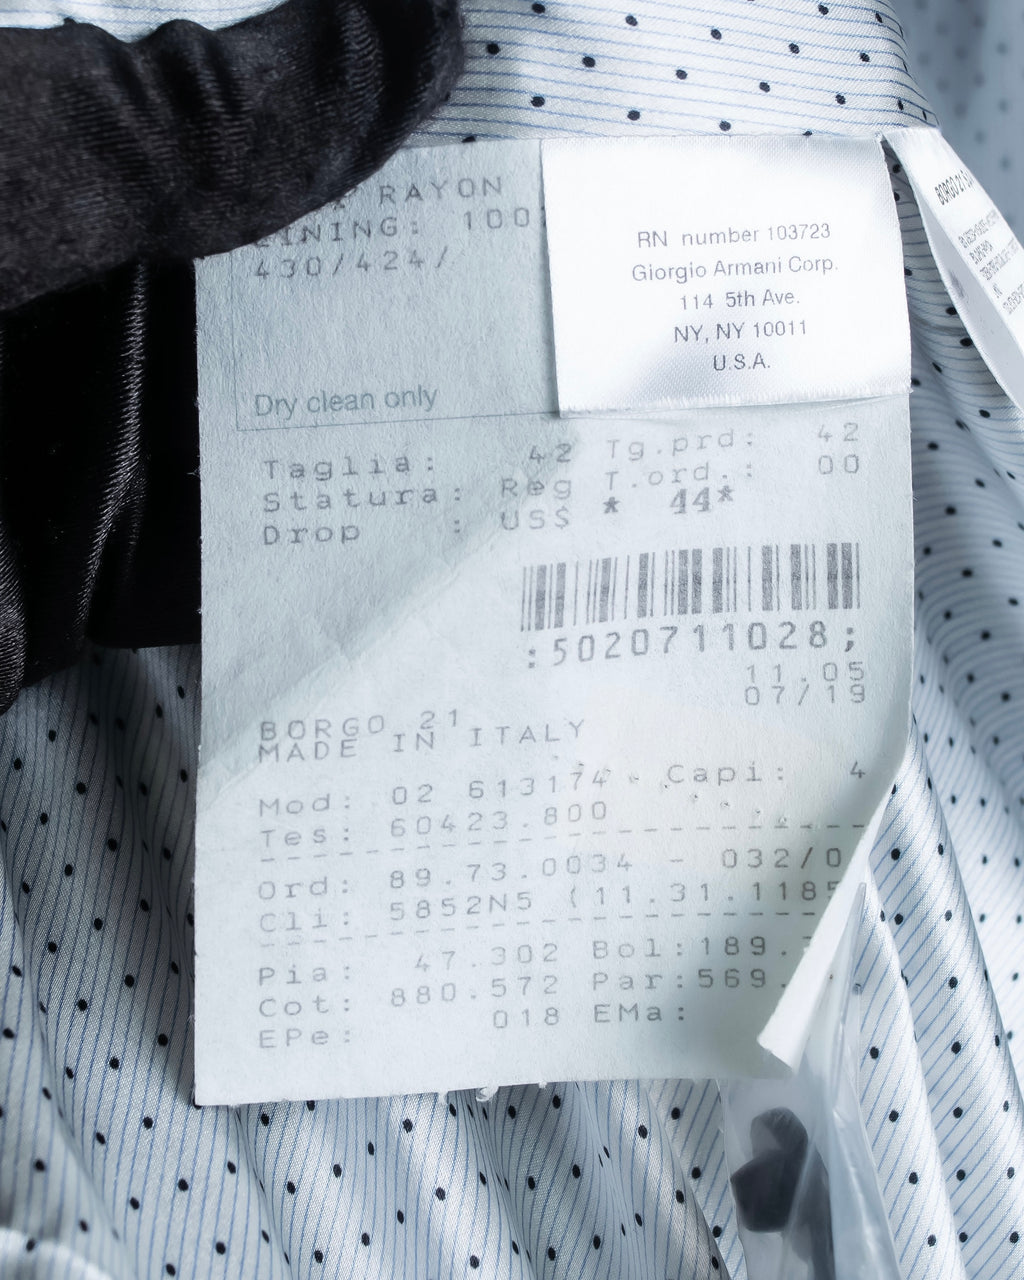 RAYON
LINING: 100
430/424/
Dry clean only
RN number 103723
Giorgio Armani Corp.
114 5th Ave.
NY, NY 10011
U.S.A.
BORGO 21
Taglia: 42 Tg.prd: 42
Statura: Reg T.ord.: 00
Drop : US$ * 44*
:5020711028;
11.05
07/19
BORGO 21
MADE IN ITALY
Mod: 02 613174 Capi: 4
Tes: 60423.800
Ord: 89.73.0034 - 032/0
Cli: 5852N5 (11.31.1185
Pia: 47.302 Bol:189.
Cot: 880.572 Par:569.
EPe: 018 EMa: